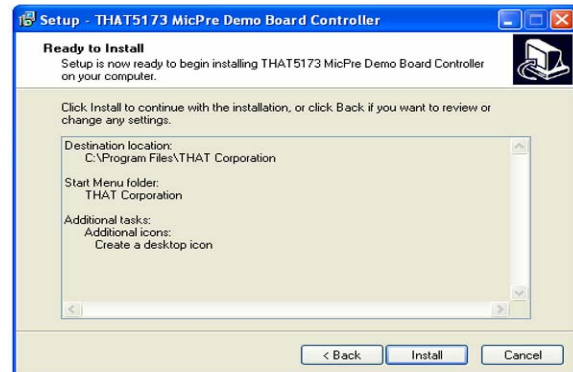 Setup - THAT5173 MicPre Demo Board Controller
Ready to Install
Setup is now ready to begin installing THAT5173 MicPre Demo Board Controller
on your computer.
Click Install to continue with the installation, or click Back if you want to review or
change any settings.
Destination location:
C:\Program Files\THAT Corporation
Start Menu folder:
THAT Corporation
Additional tasks:
Additional icons:
Create a desktop icon
< Back
Install
Cancel